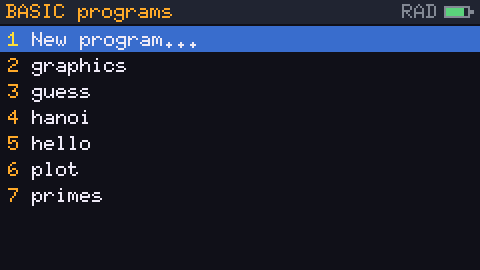 BASIC programs RAD
1 New program...
2 graphics
3 guess
4 hanoi
5 hello
6 plot
7 primes